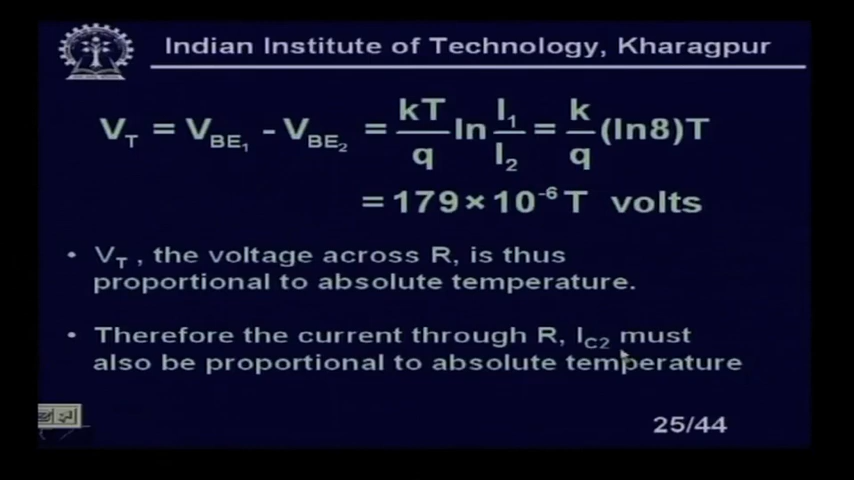 Indian Institute of Technology, Kharagpur
V_T = V_BE₁ - V_BE₂ = kT/q ln I₁/I₂ = k/q (ln8)T
= 179 × 10⁻⁶ T volts
• V_T , the voltage across R, is thus
proportional to absolute temperature.
• Therefore the current through R, I_C2 must
also be proportional to absolute temperature
25/44